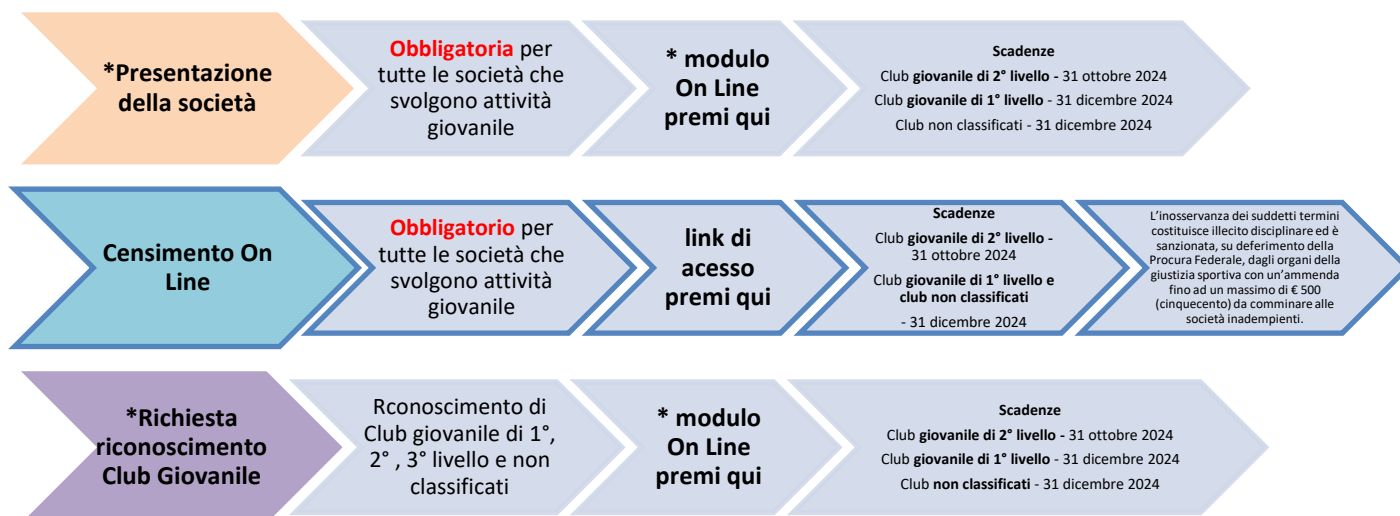 *Presentazione
della società
Obbligatoria per
tutte le società che
svolgono attività
giovanile
* modulo
On Line
premi qui
Scadenze
Club giovanile di 2° livello - 31 ottobre 2024
Club giovanile di 1° livello - 31 dicembre 2024
Club non classificati - 31 dicembre 2024
Censimento On
Line
Obbligatorio per
tutte le società che
svolgono attività
giovanile
link di
acesso
premi qui
Scadenze
Club giovanile di 2° livello -
31 ottobre 2024
Club giovanile di 1° livello e
club non classificati
- 31 dicembre 2024
L'inosservanza dei suddetti termini
costituisce illecito disciplinare ed è
sanzionata, su deferimento della
Procura Federale, dagli organi della
giustizia sportiva con un'ammenda
fino ad un massimo di € 500
(cinquecento) da comminare alle
società inadempienti.
*Richiesta
riconoscimento
Club Giovanile
Rconoscimento di
Club giovanile di 1°,
2° , 3° livello e non
classificati
* modulo
On Line
premi qui
Scadenze
Club giovanile di 2° livello - 31 ottobre 2024
Club giovanile di 1° livello - 31 dicembre 2024
Club non classificati - 31 dicembre 2024